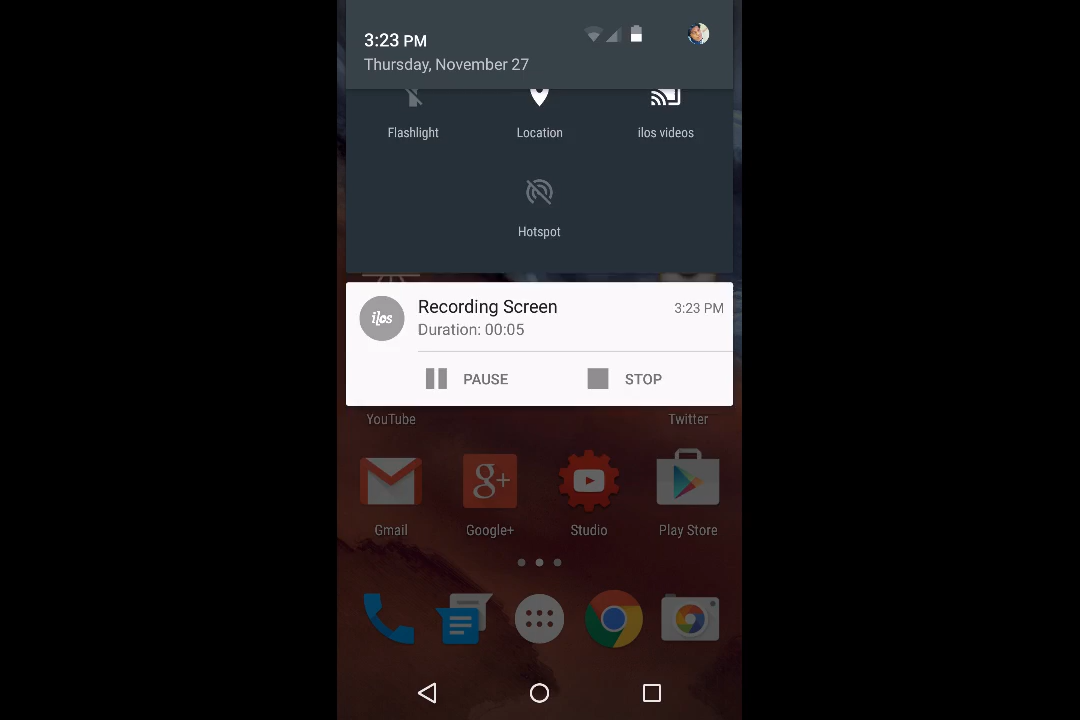 3:23 PM
Thursday, November 27
Flashlight
Location
ilos videos
Hotspot
ilos
Recording Screen
3:23 PM
Duration: 00:05
PAUSE
STOP
YouTube
Twitter
g+
Gmail
Google+
Studio
Play Store